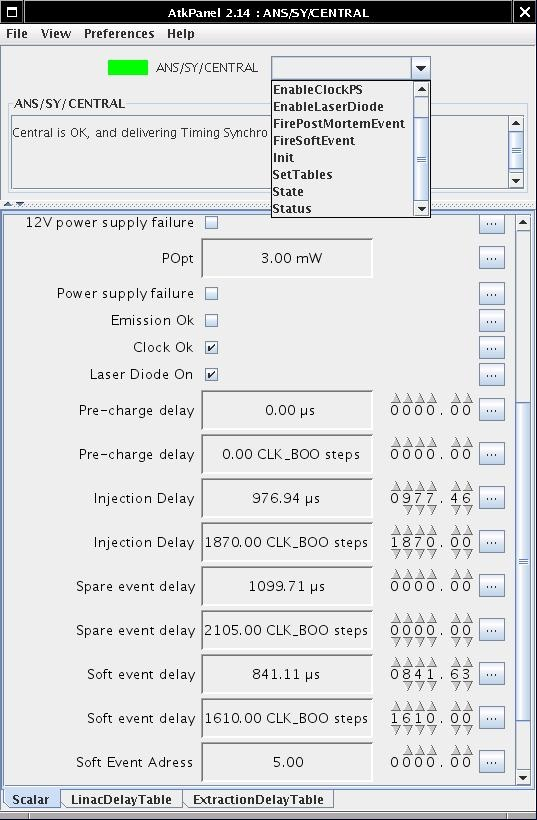 AtkPanel 2.14 : ANS/SY/CENTRAL
File View Preferences Help
ANS/SY/CENTRAL
EnableClockPS
EnableLaserDiode
FirePostMortemEvent
FireSoftEvent
Init
SetTables
State
Status
ANS/SY/CENTRAL
Central is OK, and delivering Timing Synchro
12V power supply failure ...
POpt 3.00 mW ...
Power supply failure ...
Emission Ok ...
Clock Ok ...
Laser Diode On ...
Pre-charge delay 0.00 µs 0000.00 ...
Pre-charge delay 0.00 CLK_BOO steps 0000.00 ...
Injection Delay 976.94 µs 0977.46 ...
Injection Delay 1870.00 CLK_BOO steps 1870.00 ...
Spare event delay 1099.71 µs 0000.00 ...
Spare event delay 2105.00 CLK_BOO steps 0000.00 ...
Soft event delay 841.11 µs 0841.63 ...
Soft event delay 1610.00 CLK_BOO steps 1610.00 ...
Soft Event Adress 5.00 0000.00 ...
Scalar LinacDelayTable ExtractionDelayTable